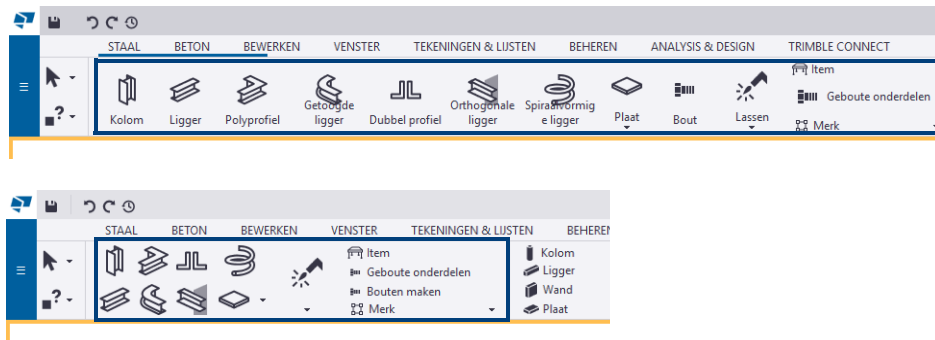 STAAL BETON BEWERKEN VENSTER TEKENINGEN & LIJSTEN BEHEREN ANALYSIS & DESIGN TRIMBLE CONNECT
Item
Geboute onderdelen
Getoogde Orthogonale Spiraalvormig
Kolom Ligger Polyprofiel ligger Dubbel profiel ligger e ligger Plaat Bout Lassen
Merk
?
STAAL BETON BEWERKEN VENSTER TEKENINGEN & LIJSTEN BEHEREN
Item Kolom
Geboute onderdelen Ligger
Bouten maken Wand
Merk Plaat
?